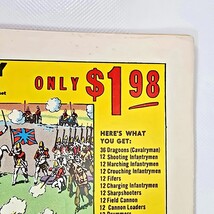 Y
ONLY $1.98
HERE'S WHAT
YOU GET:
36 Dragoons (Cavalryman)
12 Shooting Infantrymen
12 Marching Infantrymen
12 Crouching Infantrymen
12 Fifers
12 Charging Infantrymen
12 Sharpshooters
12 Field Cannon
12 Cannon Loaders